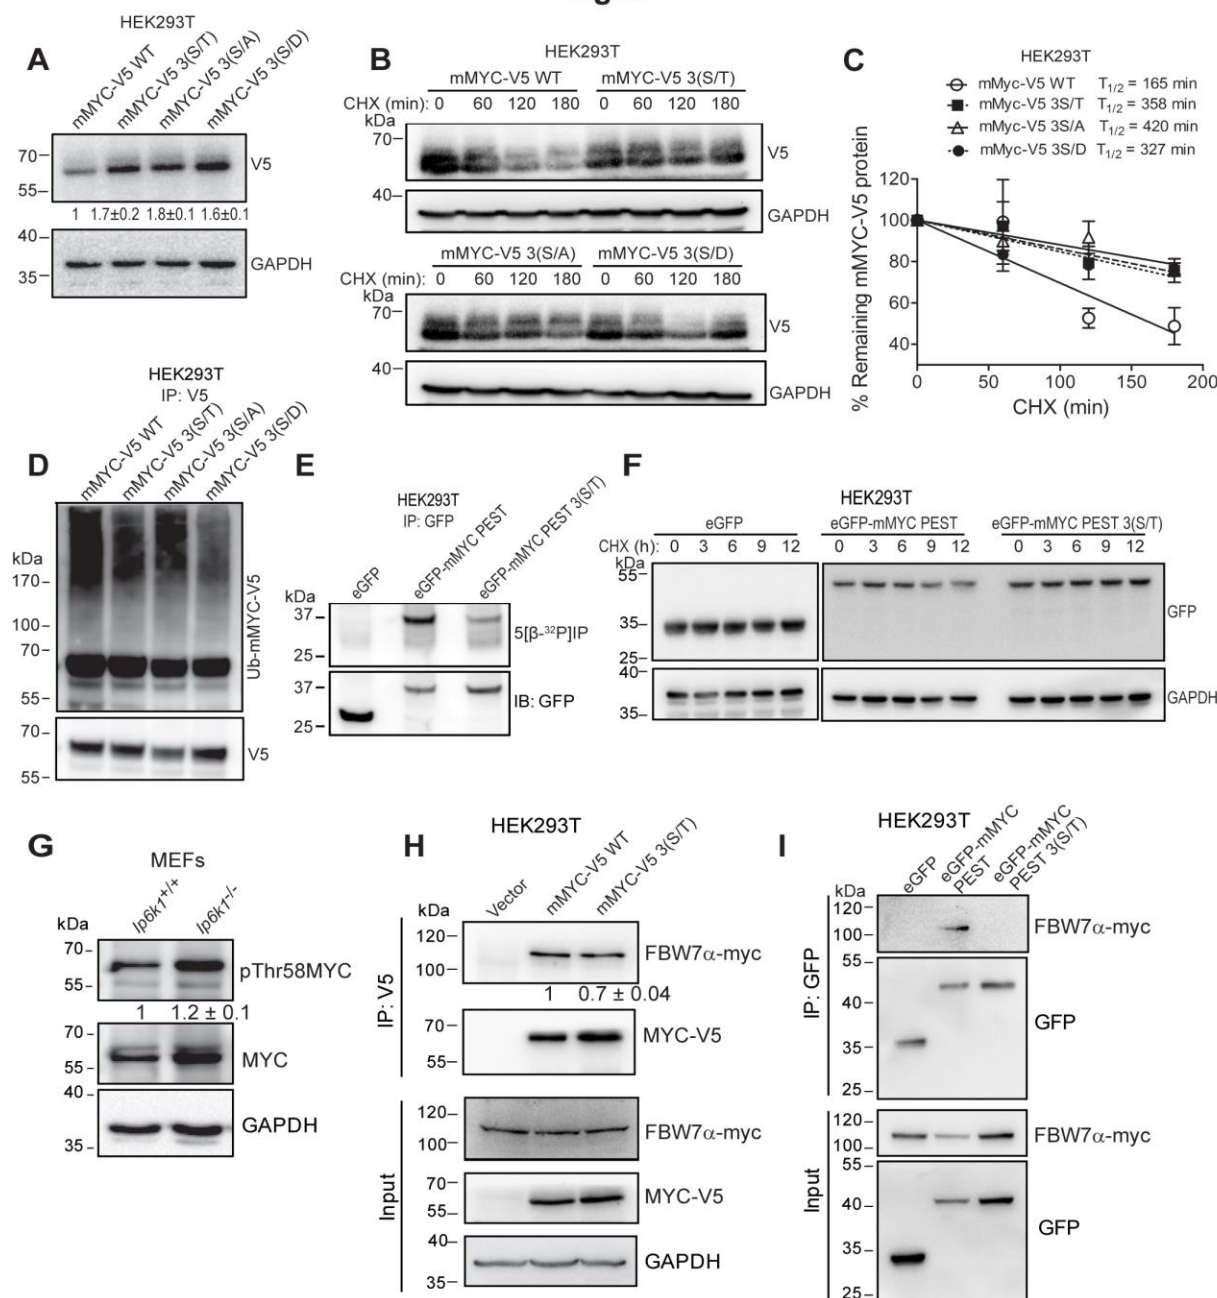 A
HEK293T
mMYC-V5 WT
mMYC-V5 3(S/T)
mMYC-V5 3(S/A)
mMYC-V5 3(S/D)
70
55
V5
1 1.7±0.2 1.8±0.1 1.6±0.1
40
35
GAPDH
B
HEK293T
mMYC-V5 WT mMYC-V5 3(S/T)
CHX (min): 0 60 120 180 0 60 120 180
kDa
70
V5
40
GAPDH
mMYC-V5 3(S/A) mMYC-V5 3(S/D)
CHX (min): 0 60 120 180 0 60 120 180
kDa
70
V5
40
GAPDH
C
HEK293T
mMyc-V5 WT T1/2 = 165 min
mMyc-V5 3S/T T1/2 = 358 min
mMyc-V5 3S/A T1/2 = 420 min
mMyc-V5 3S/D T1/2 = 327 min
% Remaining mMYC-V5 protein
120
100
80
60
40
0 50 100 150 200
CHX (min)
D
HEK293T
IP: V5
mMYC-V5 WT
mMYC-V5 3(S/T)
mMYC-V5 3(S/A)
mMYC-V5 3(S/D)
kDa
170
100
70
55
Ub-mMYC-V5
70
55
V5
E
HEK293T
IP: GFP
eGFP
eGFP-mMYC PEST
eGFP-mMYC PEST 3(S/T)
kDa
37
25
5[β-³²P]IP
37
25
IB: GFP
F
HEK293T
eGFP eGFP-mMYC PEST eGFP-mMYC PEST 3(S/T)
CHX (h): 0 3 6 9 12 0 3 6 9 12 0 3 6 9 12
kDa
55
35
25
GFP
40
35
GAPDH
G
MEFs
Ip6k1+/+
Ip6k1-/-
kDa
70
55
pThr58MYC
1 1.2 ± 0.1
70
55
MYC
40
35
GAPDH
H
HEK293T
Vector
mMYC-V5 WT
mMYC-V5 3(S/T)
kDa
IP: V5
120
100
FBW7α-myc
1 0.7 ± 0.04
70
55
MYC-V5
Input
120
100
FBW7α-myc
70
55
MYC-V5
40
35
GAPDH
I
HEK293T
eGFP
eGFP-mMYC
PEST
eGFP-mMYC
PEST 3(S/T)
kDa
IP: GFP
120
100
FBW7α-myc
55
40
35
25
GFP
Input
120
100
FBW7α-myc
55
40
35
25
GFP